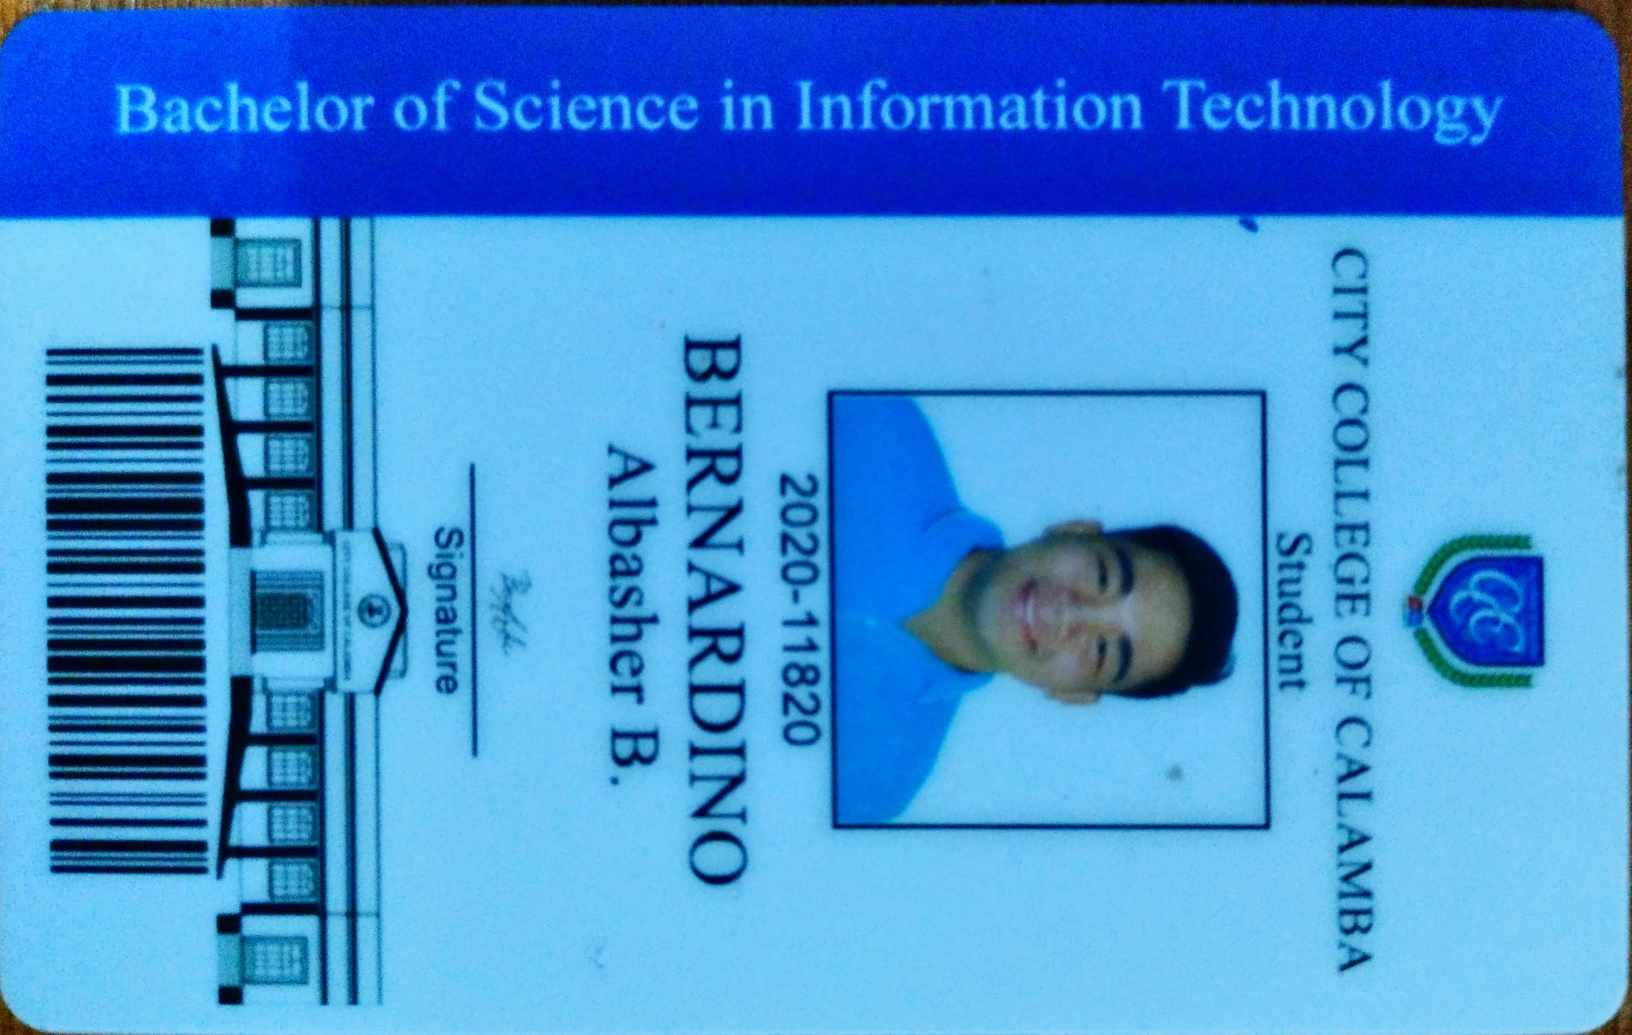 CCC
CITY COLLEGE OF CALAMBA
Student
2020-11820
BERNARDINO
Albasher B.
Signature
CITY COLLEGE OF CALAMBA
Bachelor of Science in Information Technology